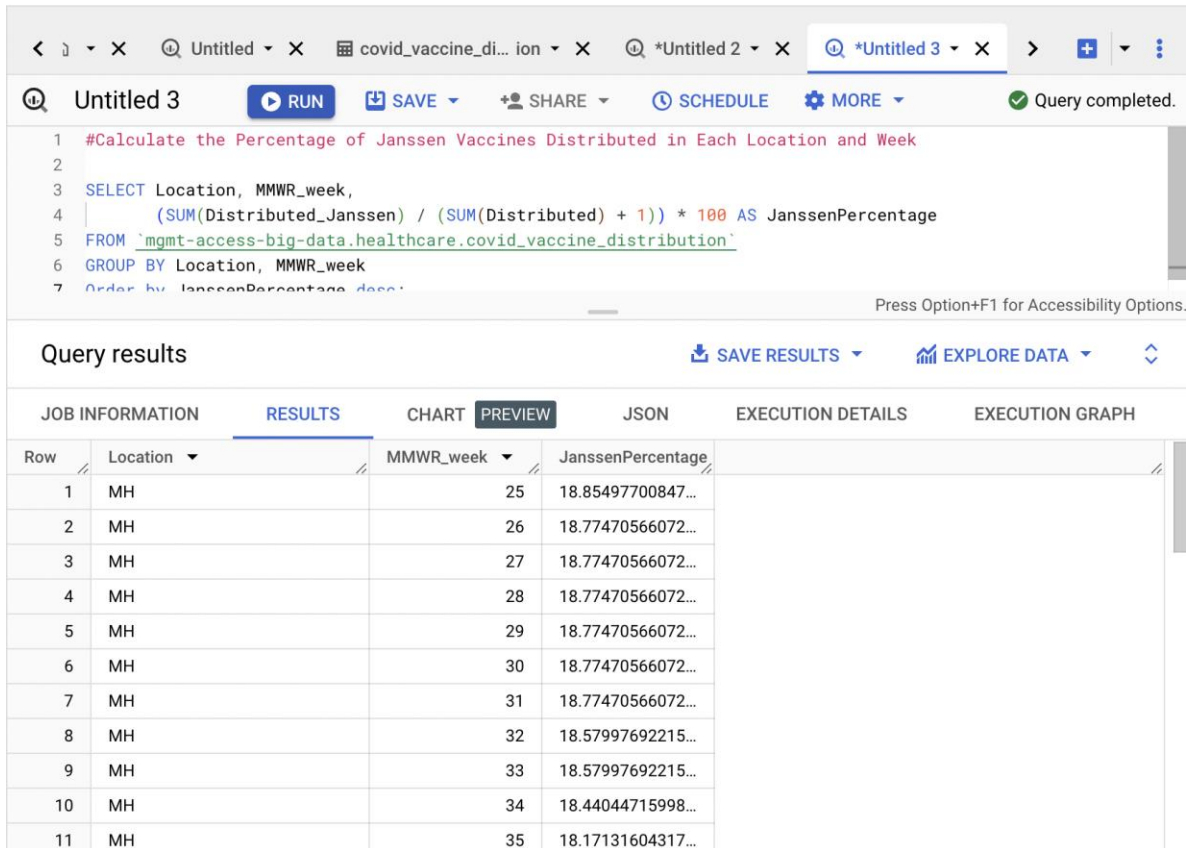 Untitled covid_vaccine_di... ion *Untitled 2 *Untitled 3
Untitled 3 RUN SAVE SHARE SCHEDULE MORE Query completed.
1 #Calculate the Percentage of Janssen Vaccines Distributed in Each Location and Week
2
3 SELECT Location, MMWR_week,
4 (SUM(Distributed_Janssen) / (SUM(Distributed) + 1)) * 100 AS JanssenPercentage
5 FROM `mgmt-access-big-data.healthcare.covid_vaccine_distribution`
6 GROUP BY Location, MMWR_week
7 Order by JanssenPercentage desc;
Press Option+F1 for Accessibility Options.
Query results SAVE RESULTS EXPLORE DATA
JOB INFORMATION RESULTS CHART PREVIEW JSON EXECUTION DETAILS EXECUTION GRAPH
Row Location MMWR_week JanssenPercentage
1 MH 25 18.85497700847...
2 MH 26 18.77470566072...
3 MH 27 18.77470566072...
4 MH 28 18.77470566072...
5 MH 29 18.77470566072...
6 MH 30 18.77470566072...
7 MH 31 18.77470566072...
8 MH 32 18.57997692215...
9 MH 33 18.57997692215...
10 MH 34 18.44044715998...
11 MH 35 18.17131604317...